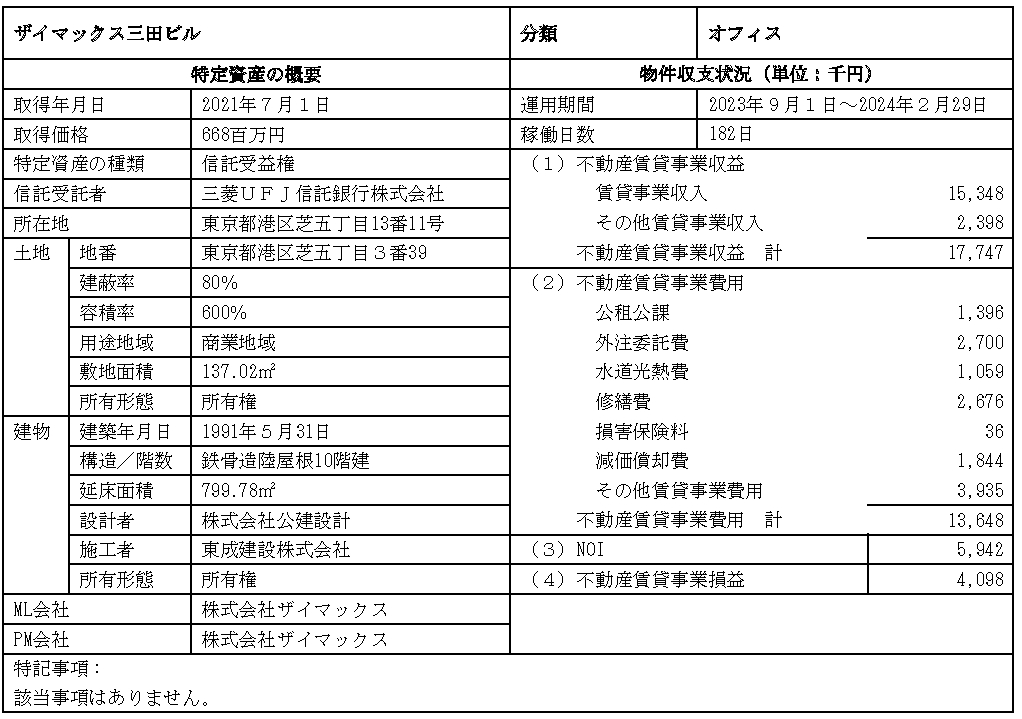 ザイマックス三田ビル 分類 オフィス
特定資産の概要 物件収支状況（単位：千円）
取得年月日 2021年７月１日 運用期間 2023年９月１日～2024年２月29日
取得価格 668百万円 稼働日数 182日
特定資産の種類 信託受益権 （１）不動産賃貸事業収益
信託受託者 三菱ＵＦＪ信託銀行株式会社 賃貸事業収入 15,348
所在地 東京都港区芝五丁目13番11号 その他賃貸事業収入 2,398
土地 地番 東京都港区芝五丁目３番39 不動産賃貸事業収益　計 17,747
建蔽率 80% （２）不動産賃貸事業費用
容積率 600% 公租公課 1,396
用途地域 商業地域 外注委託費 2,700
敷地面積 137.02㎡ 水道光熱費 1,059
所有形態 所有権 修繕費 2,676
建物 建築年月日 1991年５月31日 損害保険料 36
構造／階数 鉄骨造陸屋根10階建 減価償却費 1,844
延床面積 799.78㎡ その他賃貸事業費用 3,935
設計者 株式会社公建設計 不動産賃貸事業費用　計 13,648
施工者 東成建設株式会社 （３）NOI 5,942
所有形態 所有権 （４）不動産賃貸事業損益 4,098
ML会社 株式会社ザイマックス
PM会社 株式会社ザイマックス
特記事項：
該当事項はありません。